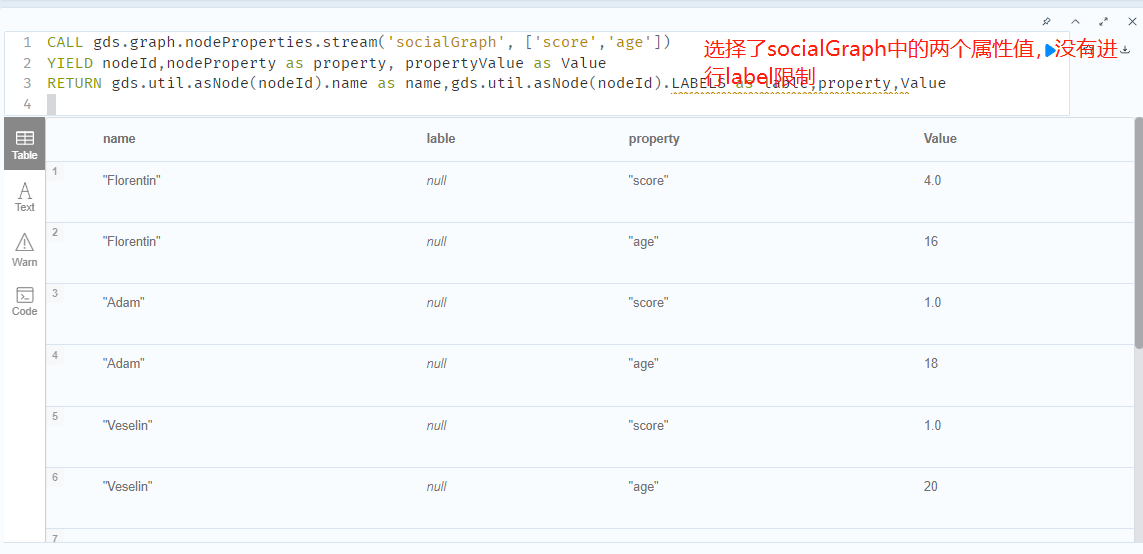 1 CALL gds.graph.nodeProperties.stream('socialGraph', ['score','age'])
2 YIELD nodeId,nodeProperty as property, propertyValue as Value
3 RETURN gds.util.asNode(nodeId).name as name,gds.util.asNode(nodeId).LABELS as lable,property,Value
4
选择了socialGraph中的两个属性值，没有进
行label限制
Table
Text
Warn
Code
name lable property Value
1 "Florentin" null "score" 4.0
2 "Florentin" null "age" 16
3 "Adam" null "score" 1.0
4 "Adam" null "age" 18
5 "Veselin" null "score" 1.0
6 "Veselin" null "age" 20
7